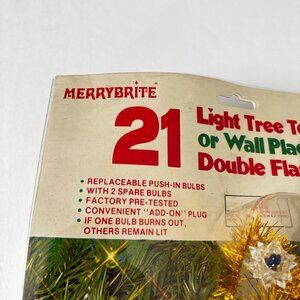 MERRYBRITE
21
Light Tree To
or Wall Plac
Double Fla
• REPLACEABLE PUSH-IN BULBS
• WITH 2 SPARE BULBS
• FACTORY PRE-TESTED
• CONVENIENT "ADD-ON" PLUG
• IF ONE BULB BURNS OUT,
OTHERS REMAIN LIT